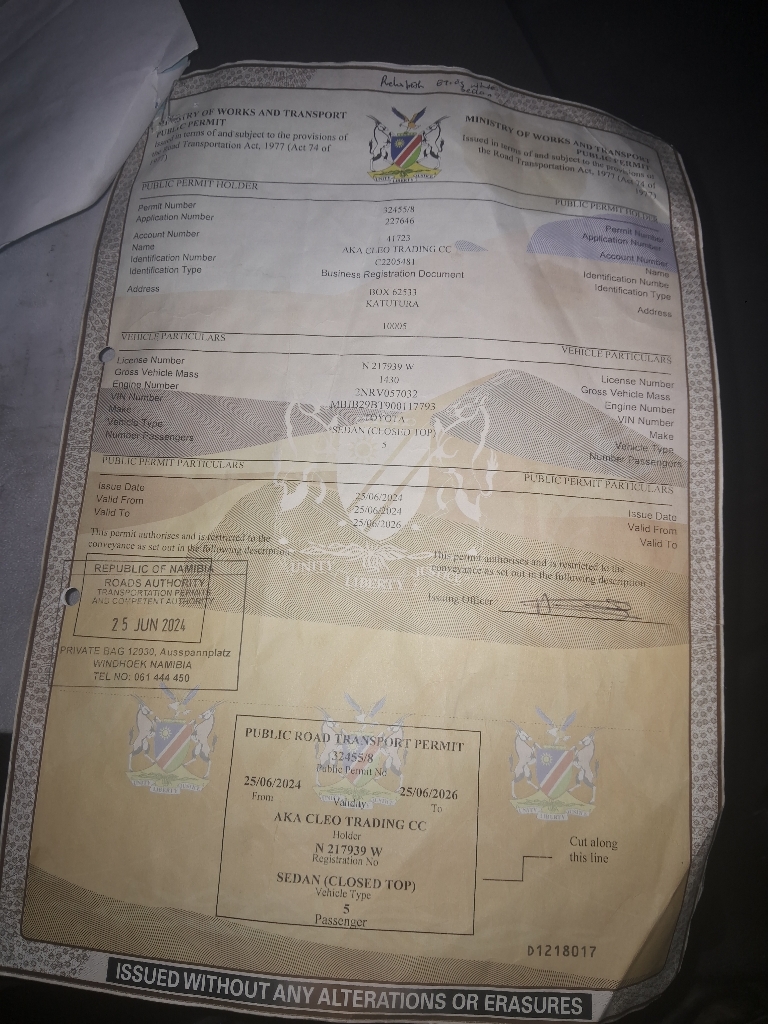 Rehoboth
MINISTRY OF WORKS AND TRANSPORT
PUBLIC PERMIT
Issued in terms of and subject to the provisions of
the Road Transportation Act, 1977 (Act 74 of
1977)
MINISTRY OF WORKS AND TRANSPORT
PUBLIC PERMIT
Issued in terms of and subject to the provisions of
the Road Transportation Act, 1977 (Act 74 of
1977)
UNITY LIBERTY JUSTICE
PUBLIC PERMIT HOLDER PUBLIC PERMIT HOLDER
Permit Number 32455/8 Permit Number
Application Number 227646 Application Number
Account Number 41723 Account Number
Name AKA CLEO TRADING CC Name
Identification Number C2205481 Identification Numbe
Identification Type Business Registration Document Identification Type
Address BOX 62533 Address
KATUTURA
10005
VEHICLE PARTICULARS VEHICLE PARTICULARS
License Number N 217939 W License Number
Gross Vehicle Mass 1430 Gross Vehicle Mass
Engine Number 2NRV057032 Engine Number
VIN Number VIN Number
Make TOYOTA Make
Vehicle Type SEDAN (CLOSED TOP) Vehicle Type
Number Passengers 5 Number Passengers
PUBLIC PERMIT PARTICULARS PUBLIC PERMIT PARTICULARS
Issue Date 25/06/2024 Issue Date
Valid From 25/06/2024 Valid From
Valid To 25/06/2026 Valid To
This permit authorises and is restricted to the
conveyance as set out in the following description
This permit authorises and is restricted to the
conveyance as set out in the following description :
UNITY LIBERTY JUSTICE
Issuing Officer :
REPUBLIC OF NAMIBIA
ROADS AUTHORITY
TRANSPORTATION PERMITS
AND COMPETENT AUTHORITY
25 JUN 2024
PRIVATE BAG 12030, Ausspannplatz
WINDHOEK NAMIBIA
TEL NO: 061 444 450
PUBLIC ROAD TRANSPORT PERMIT
32455/8
Public Permit No
25/06/2024 25/06/2026
From Validity To
AKA CLEO TRADING CC
Holder
N 217939 W
Registration No
SEDAN (CLOSED TOP)
Vehicle Type
5
Passenger
Cut along
this line
D1218017
ISSUED WITHOUT ANY ALTERATIONS OR ERASURES